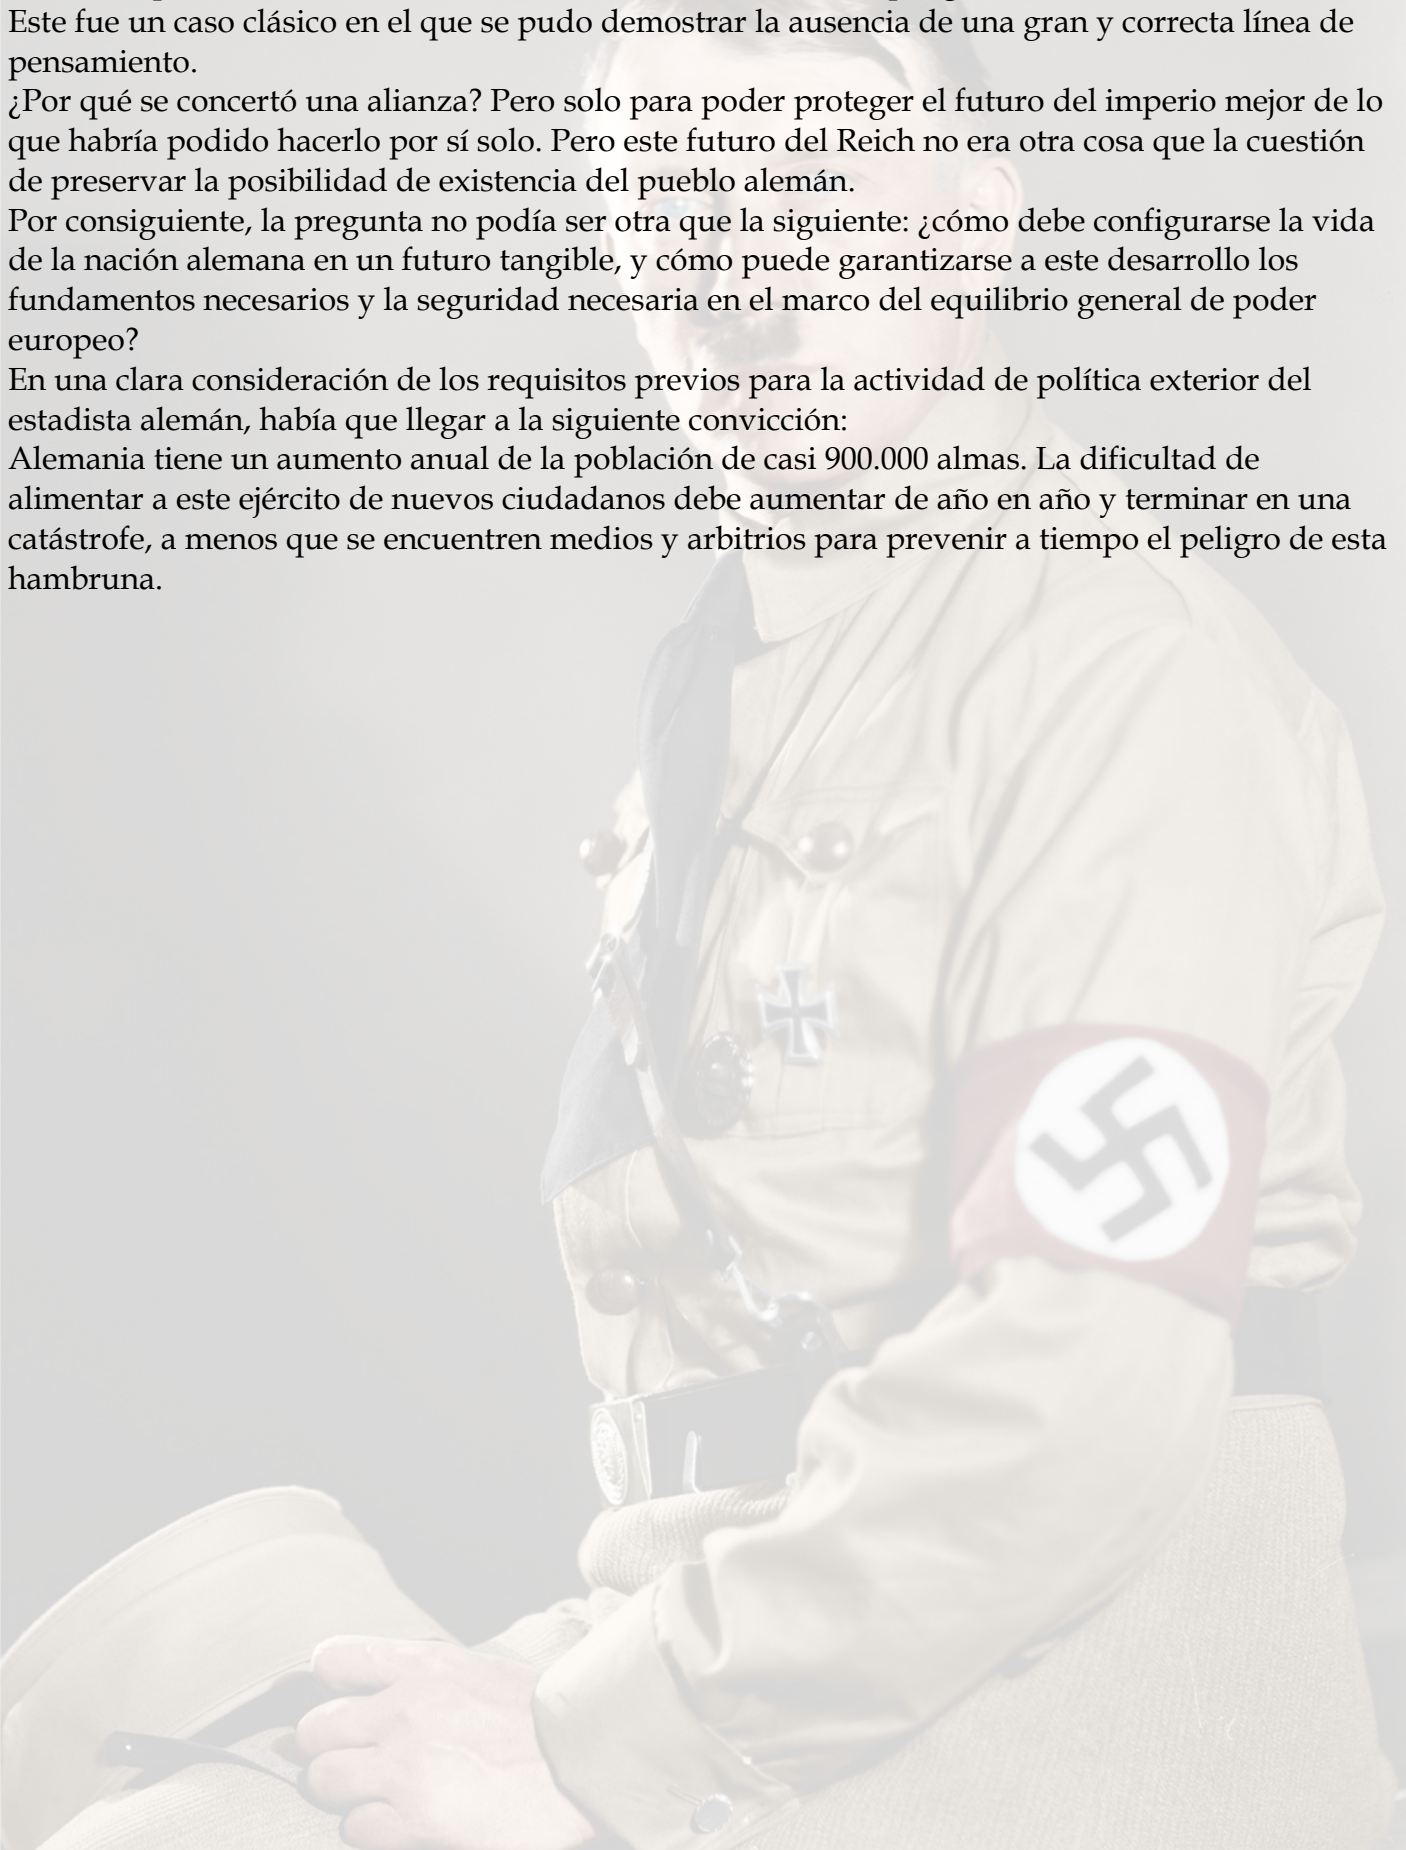 Este fue un caso clásico en el que se pudo demostrar la ausencia de una gran y correcta línea de
pensamiento.
¿Por qué se concertó una alianza? Pero solo para poder proteger el futuro del imperio mejor de lo
que habría podido hacerlo por sí solo. Pero este futuro del Reich no era otra cosa que la cuestión
de preservar la posibilidad de existencia del pueblo alemán.
Por consiguiente, la pregunta no podía ser otra que la siguiente: ¿cómo debe configurarse la vida
de la nación alemana en un futuro tangible, y cómo puede garantizarse a este desarrollo los
fundamentos necesarios y la seguridad necesaria en el marco del equilibrio general de poder
europeo?
En una clara consideración de los requisitos previos para la actividad de política exterior del
estadista alemán, había que llegar a la siguiente convicción:
Alemania tiene un aumento anual de la población de casi 900.000 almas. La dificultad de
alimentar a este ejército de nuevos ciudadanos debe aumentar de año en año y terminar en una
catástrofe, a menos que se encuentren medios y arbitrios para prevenir a tiempo el peligro de esta
hambruna.